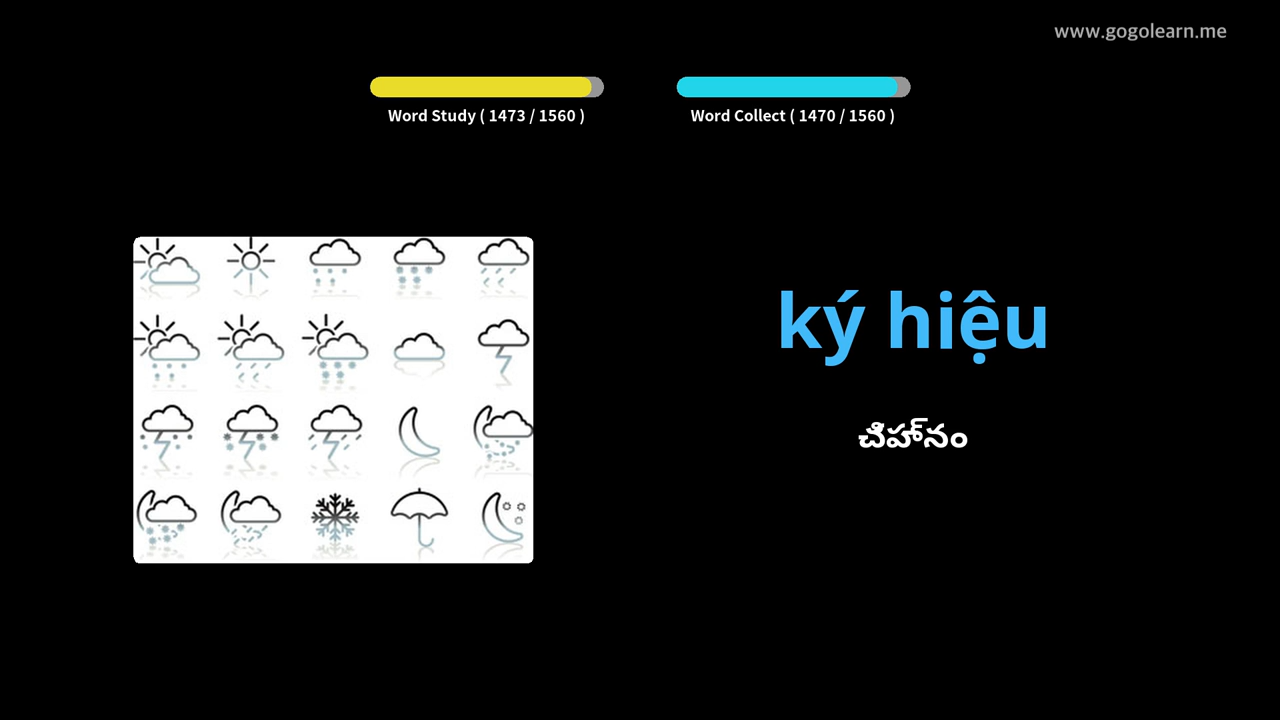 www.gogolearn.me
Word Study ( 1473 / 1560 )
Word Collect ( 1470 / 1560 )
ký hiệu
చిహ్నం